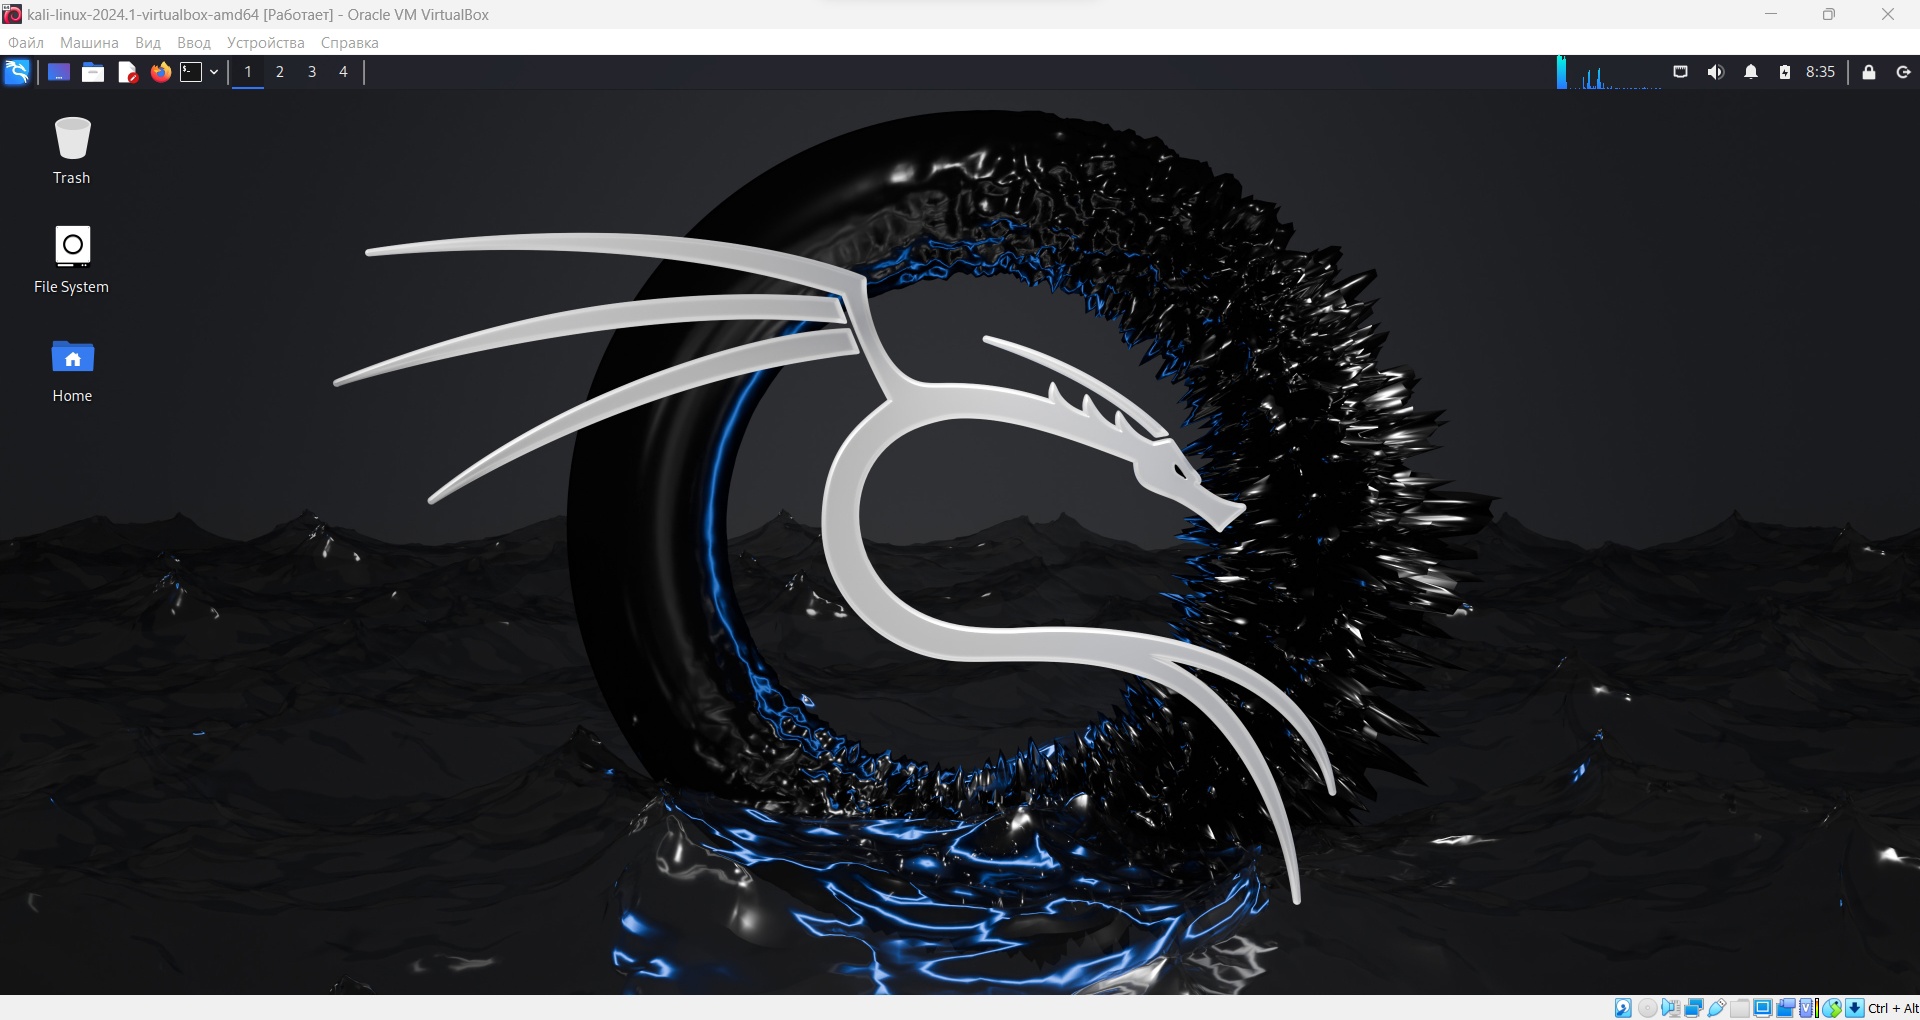 kali-linux-2024.1-virtualbox-amd64 [Работает] - Oracle VM VirtualBox
Файл Машина Вид Ввод Устройства Справка
1 2 3 4 8:35
Trash
File System
Home
Ctrl + Alt